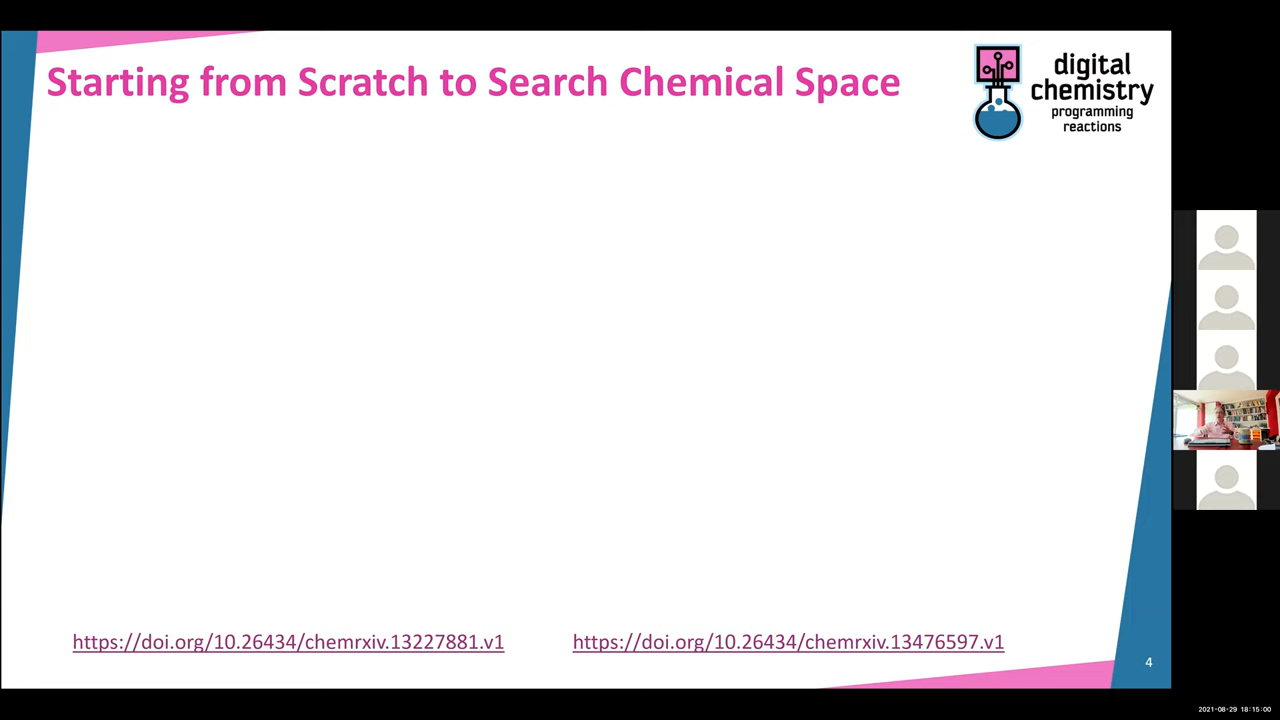 Starting from Scratch to Search Chemical Space
digital
chemistry
programming
reactions
https://doi.org/10.26434/chemrxiv.13227881.v1
https://doi.org/10.26434/chemrxiv.13476597.v1
4
2021-08-29 18:15:00